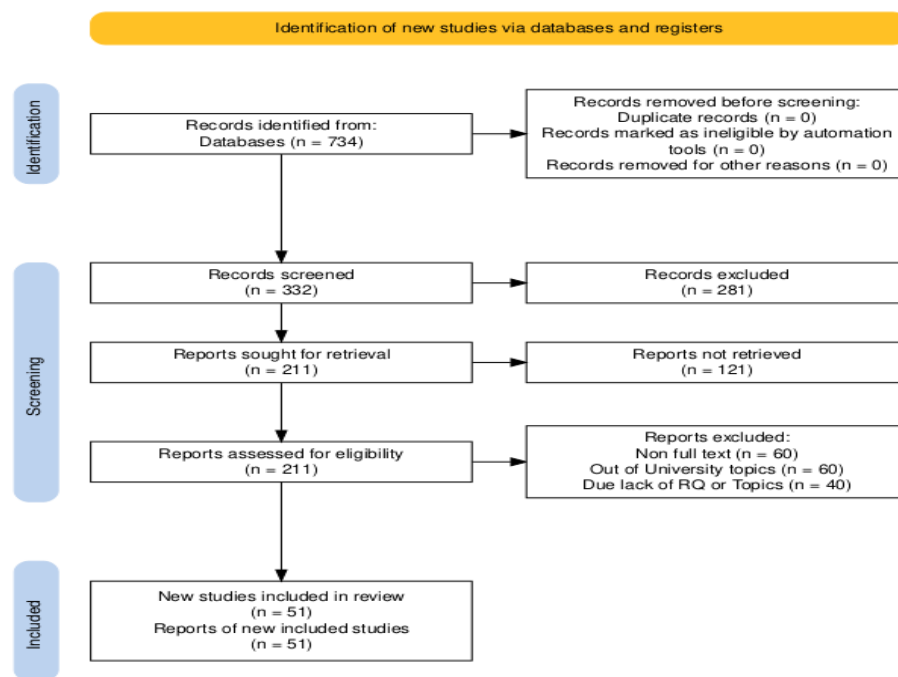 Identification of new studies via databases and registers
Identification
Records identified from:
Databases (n = 734)
Records removed before screening:
Duplicate records (n = 0)
Records marked as ineligible by automation
tools (n = 0)
Records removed for other reasons (n = 0)
Screening
Records screened
(n = 332)
Records excluded
(n = 281)
Reports sought for retrieval
(n = 211)
Reports not retrieved
(n = 121)
Reports assessed for eligibility
(n = 211)
Reports excluded:
Non full text (n = 60)
Out of University topics (n = 60)
Due lack of RQ or Topics (n = 40)
Included
New studies included in review
(n = 51)
Reports of new included studies
(n = 51)